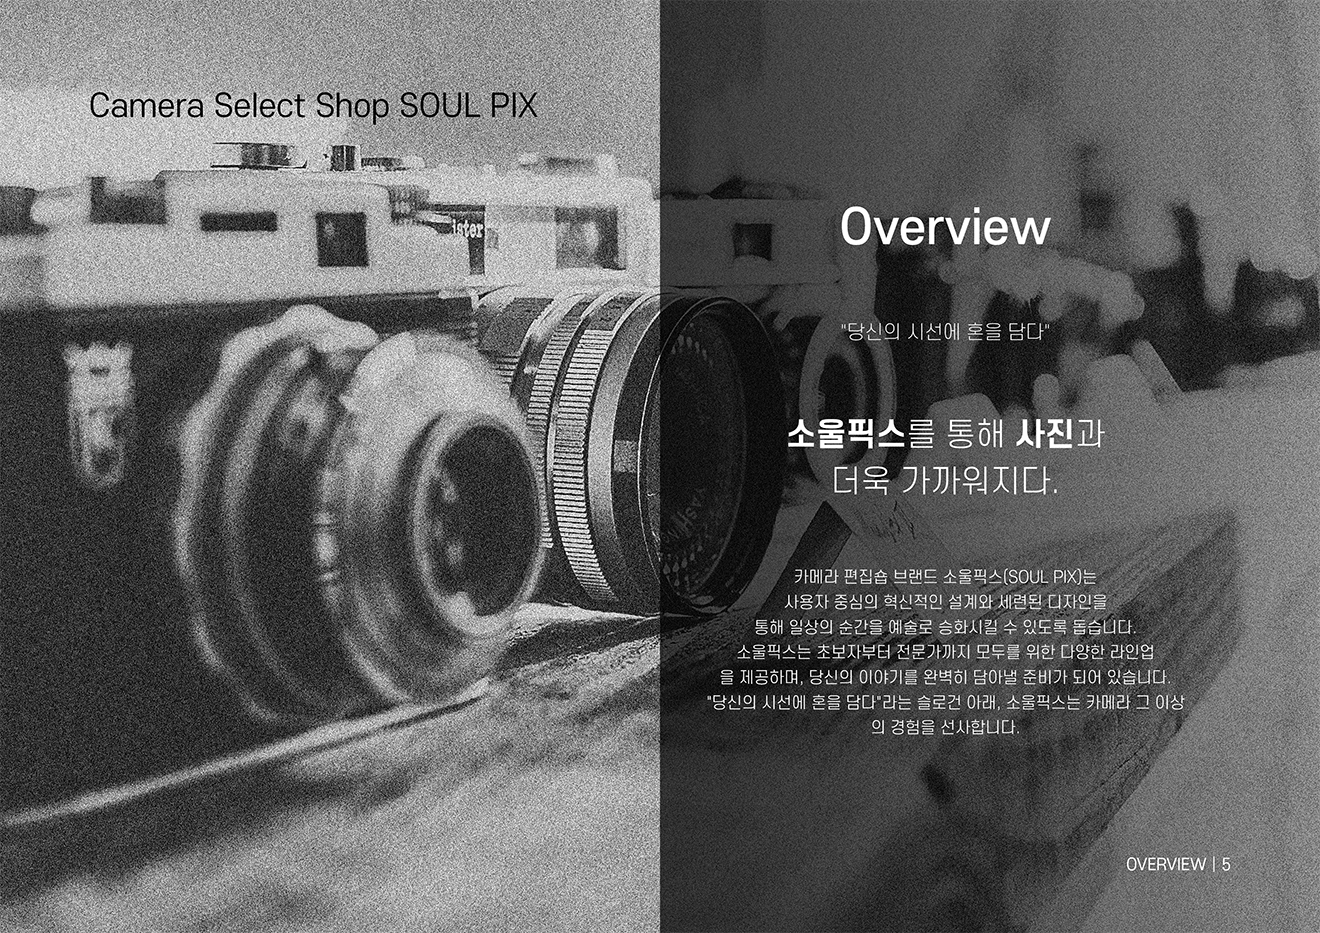 Camera Select Shop SOUL PIX
ister
Overview
"당신의 시선에 혼을 담다"
소울픽스를 통해 사진과
더욱 가까워지다.
카메라 편집숍 브랜드 소울픽스(SOUL PIX)는
사용자 중심의 혁신적인 설계와 세련된 디자인을
통해 일상의 순간을 예술로 승화시킬 수 있도록 돕습니다.
소울픽스는 초보자부터 전문가까지 모두를 위한 다양한 라인업
을 제공하며, 당신의 이야기를 완벽히 담아낼 준비가 되어 있습니다.
"당신의 시선에 혼을 담다"라는 슬로건 아래, 소울픽스는 카메라 그 이상
의 경험을 선사합니다.
OVERVIEW | 5